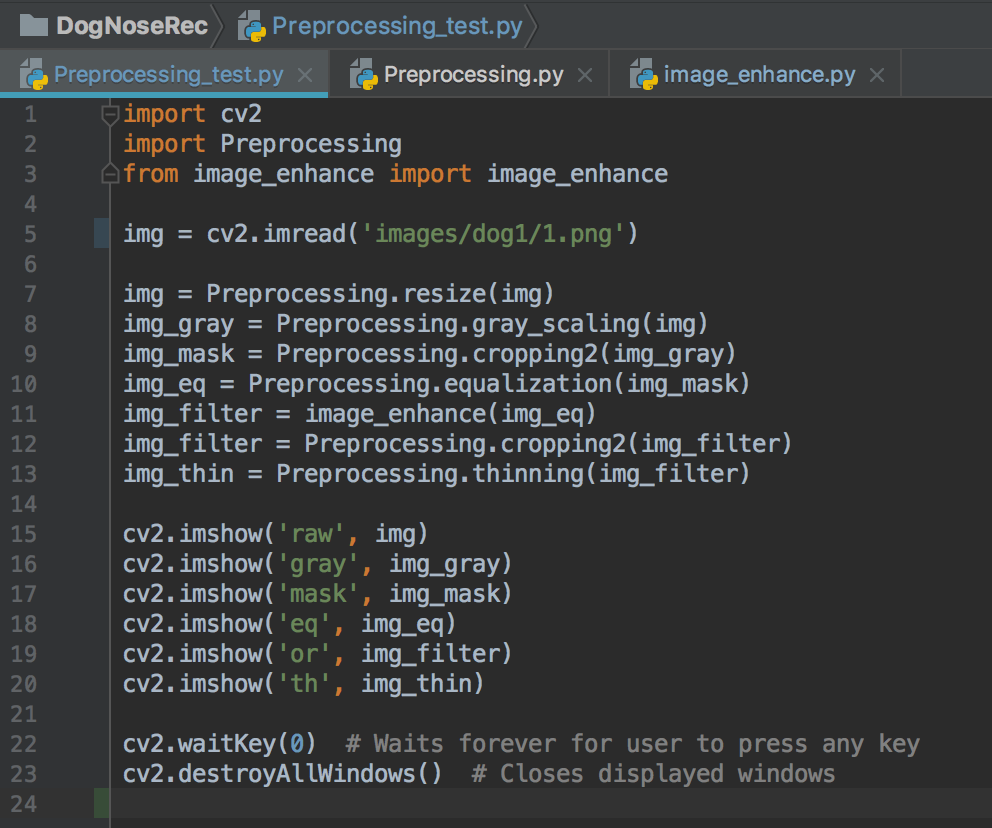 DogNoseRec Preprocessing_test.py
Preprocessing_test.py Preprocessing.py image_enhance.py
1 import cv2
2 import Preprocessing
3 from image_enhance import image_enhance
4
5 img = cv2.imread('images/dog1/1.png')
6
7 img = Preprocessing.resize(img)
8 img_gray = Preprocessing.gray_scaling(img)
9 img_mask = Preprocessing.cropping2(img_gray)
10 img_eq = Preprocessing.equalization(img_mask)
11 img_filter = image_enhance(img_eq)
12 img_filter = Preprocessing.cropping2(img_filter)
13 img_thin = Preprocessing.thinning(img_filter)
14
15 cv2.imshow('raw', img)
16 cv2.imshow('gray', img_gray)
17 cv2.imshow('mask', img_mask)
18 cv2.imshow('eq', img_eq)
19 cv2.imshow('or', img_filter)
20 cv2.imshow('th', img_thin)
21
22 cv2.waitKey(0)  # Waits forever for user to press any key
23 cv2.destroyAllWindows()  # Closes displayed windows
24